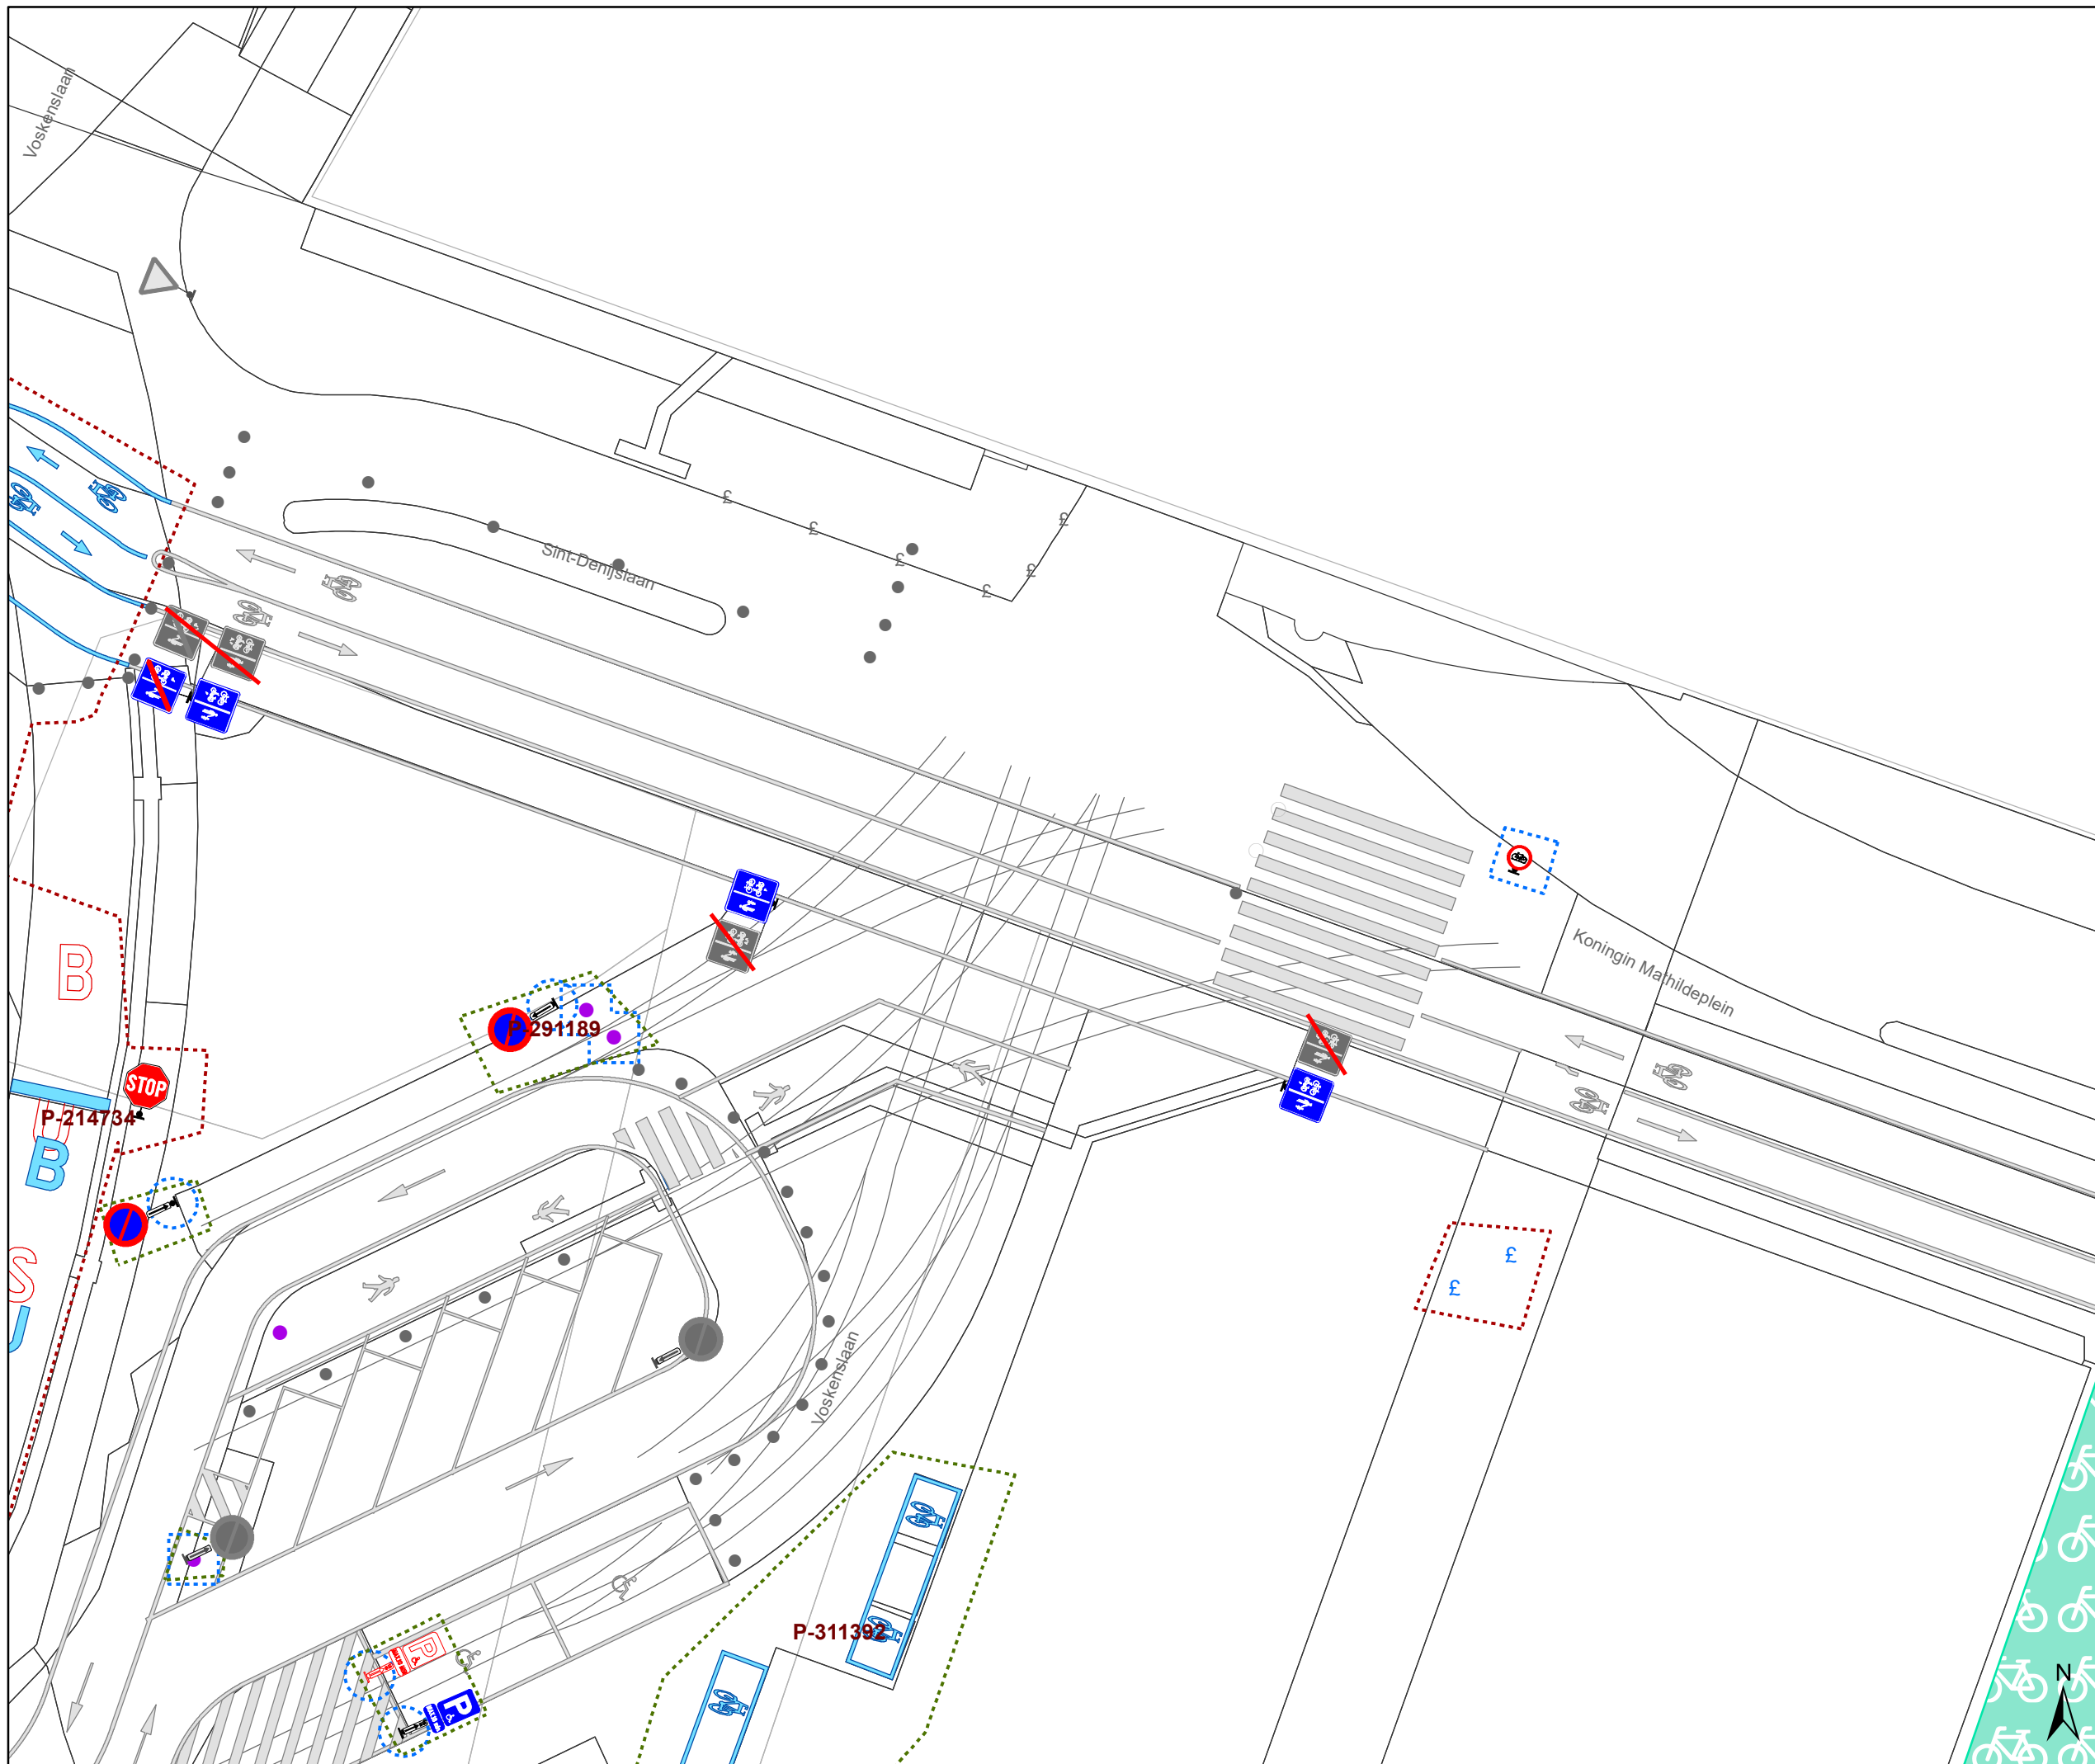 Voskenslaan
Sint-Denijslaan
£
£
£
£
£
£
Koningin Mathildeplein
B
P-291189
STOP
P-214734
B
S
£
£
Voskenslaan
P-311392
P
P
N